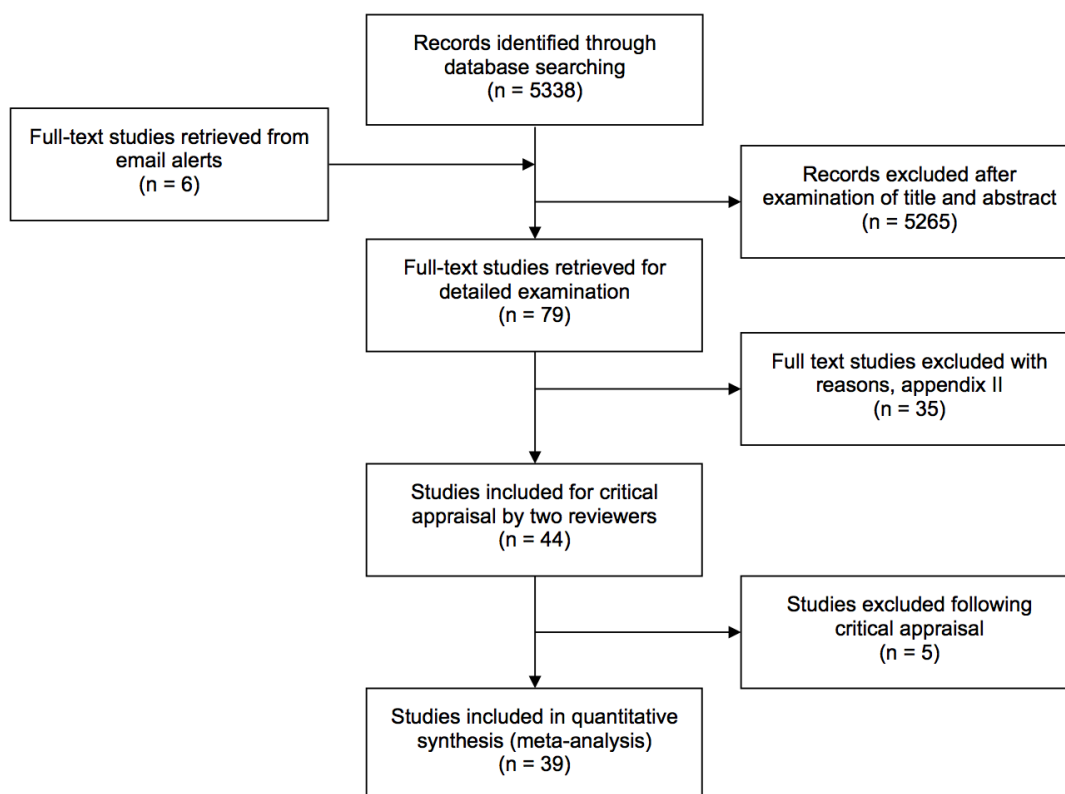 Records identified through
database searching
(n = 5338)
Full-text studies retrieved from
email alerts
(n = 6)
Records excluded after
examination of title and abstract
(n = 5265)
Full-text studies retrieved for
detailed examination
(n = 79)
Full text studies excluded with
reasons, appendix II
(n = 35)
Studies included for critical
appraisal by two reviewers
(n = 44)
Studies excluded following
critical appraisal
(n = 5)
Studies included in quantitative
synthesis (meta-analysis)
(n = 39)